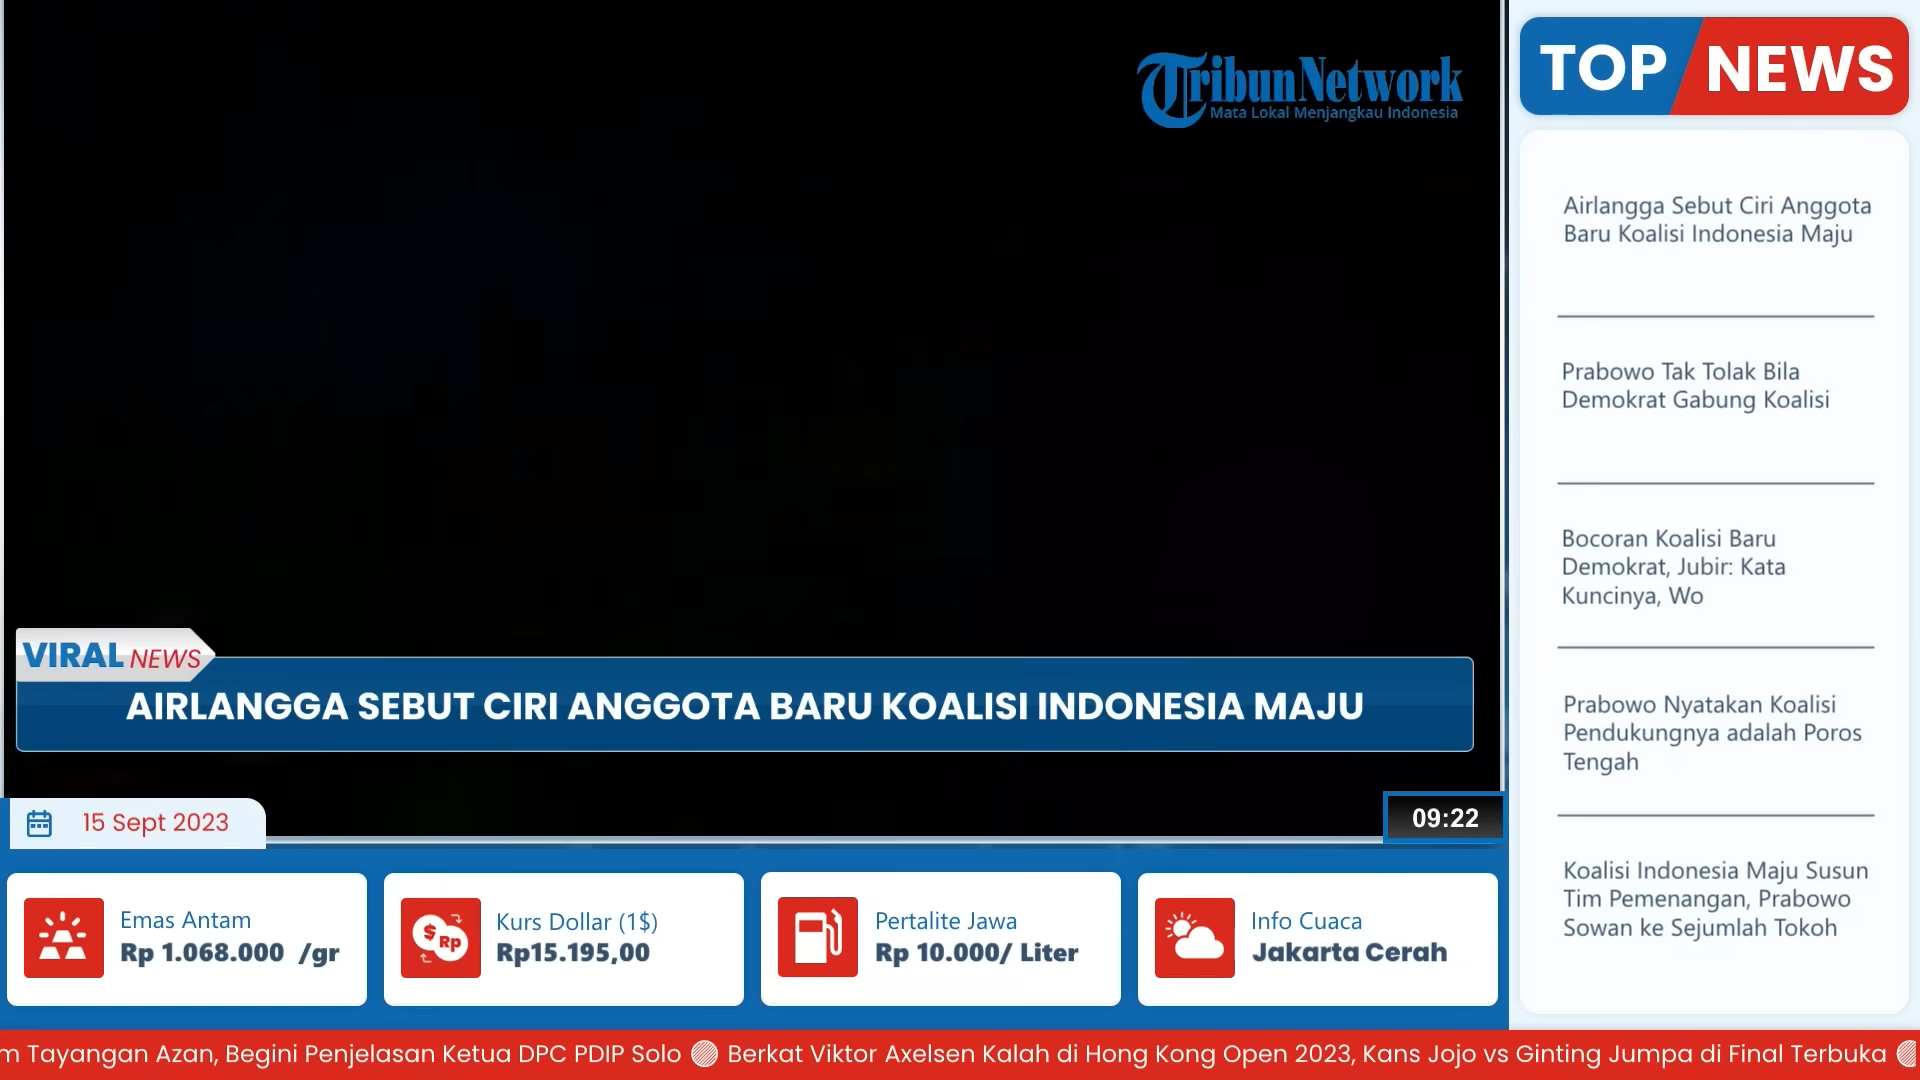 TribunNetwork
Mata Lokal Menjangkau Indonesia
VIRAL NEWS
AIRLANGGA SEBUT CIRI ANGGOTA BARU KOALISI INDONESIA MAJU
15 Sept 2023
09:22
Emas Antam
Rp 1.068.000 /gr
Kurs Dollar (1$)
Rp15.195,00
Pertalite Jawa
Rp 10.000/ Liter
Info Cuaca
Jakarta Cerah
TOP NEWS
Airlangga Sebut Ciri Anggota
Baru Koalisi Indonesia Maju
Prabowo Tak Tolak Bila
Demokrat Gabung Koalisi
Bocoran Koalisi Baru
Demokrat, Jubir: Kata
Kuncinya, Wo
Prabowo Nyatakan Koalisi
Pendukungnya adalah Poros
Tengah
Koalisi Indonesia Maju Susun
Tim Pemenangan, Prabowo
Sowan ke Sejumlah Tokoh
m Tayangan Azan, Begini Penjelasan Ketua DPC PDIP Solo Berkat Viktor Axelsen Kalah di Hong Kong Open 2023, Kans Jojo vs Ginting Jumpa di Final Terbuka